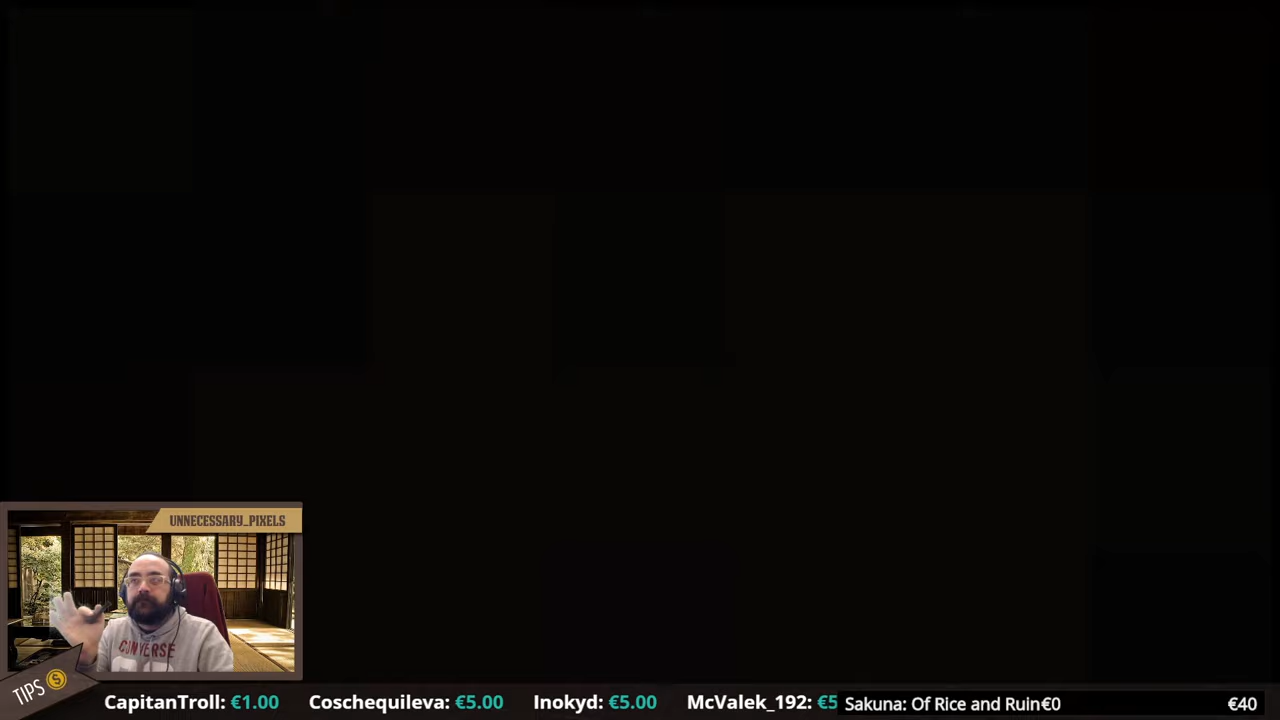 UNNECESSARY_PIXELS
CONVERSE
TIPS
CapitanTroll: €1.00 Coschequileva: €5.00 Inokyd: €5.00 McValek_192: €5
Sakuna: Of Rice and Ruin€0 €40